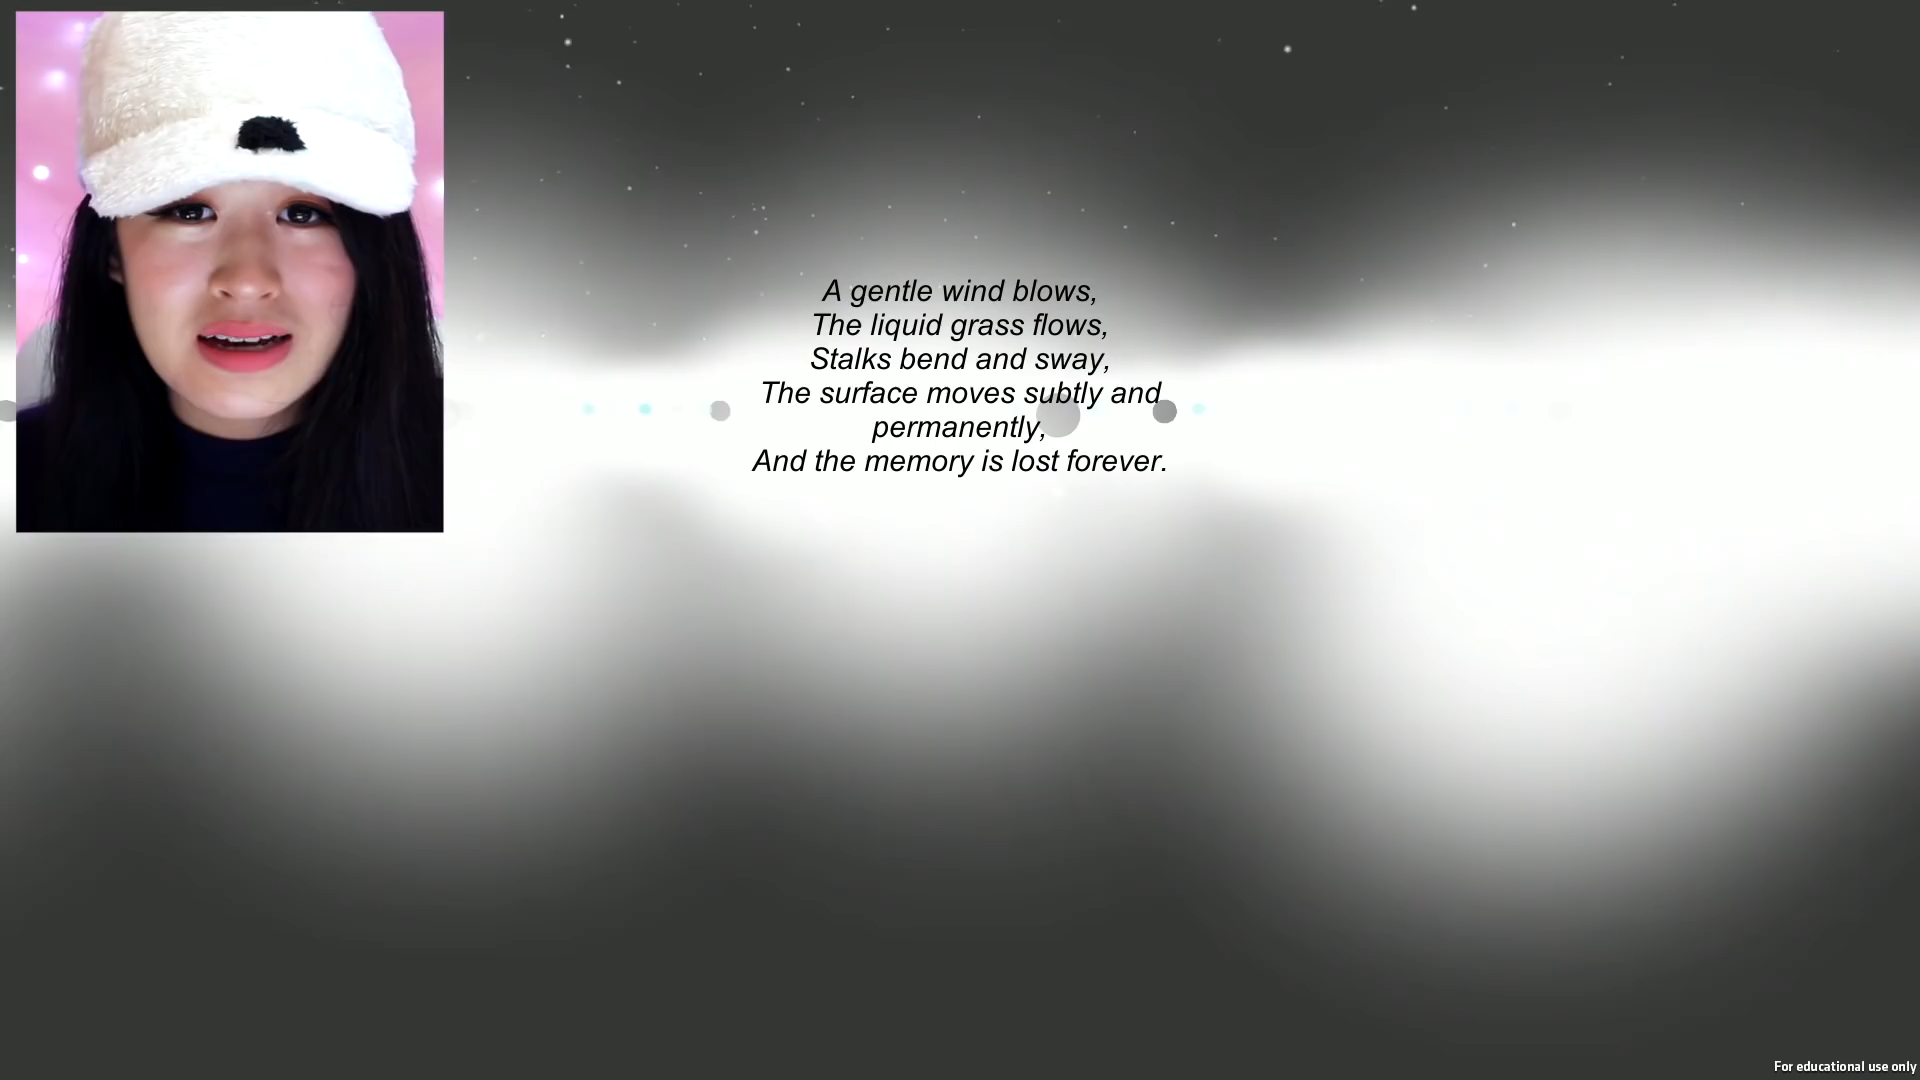 A gentle wind blows,
The liquid grass flows,
Stalks bend and sway,
The surface moves subtly and
permanently,
And the memory is lost forever.
For educational use only